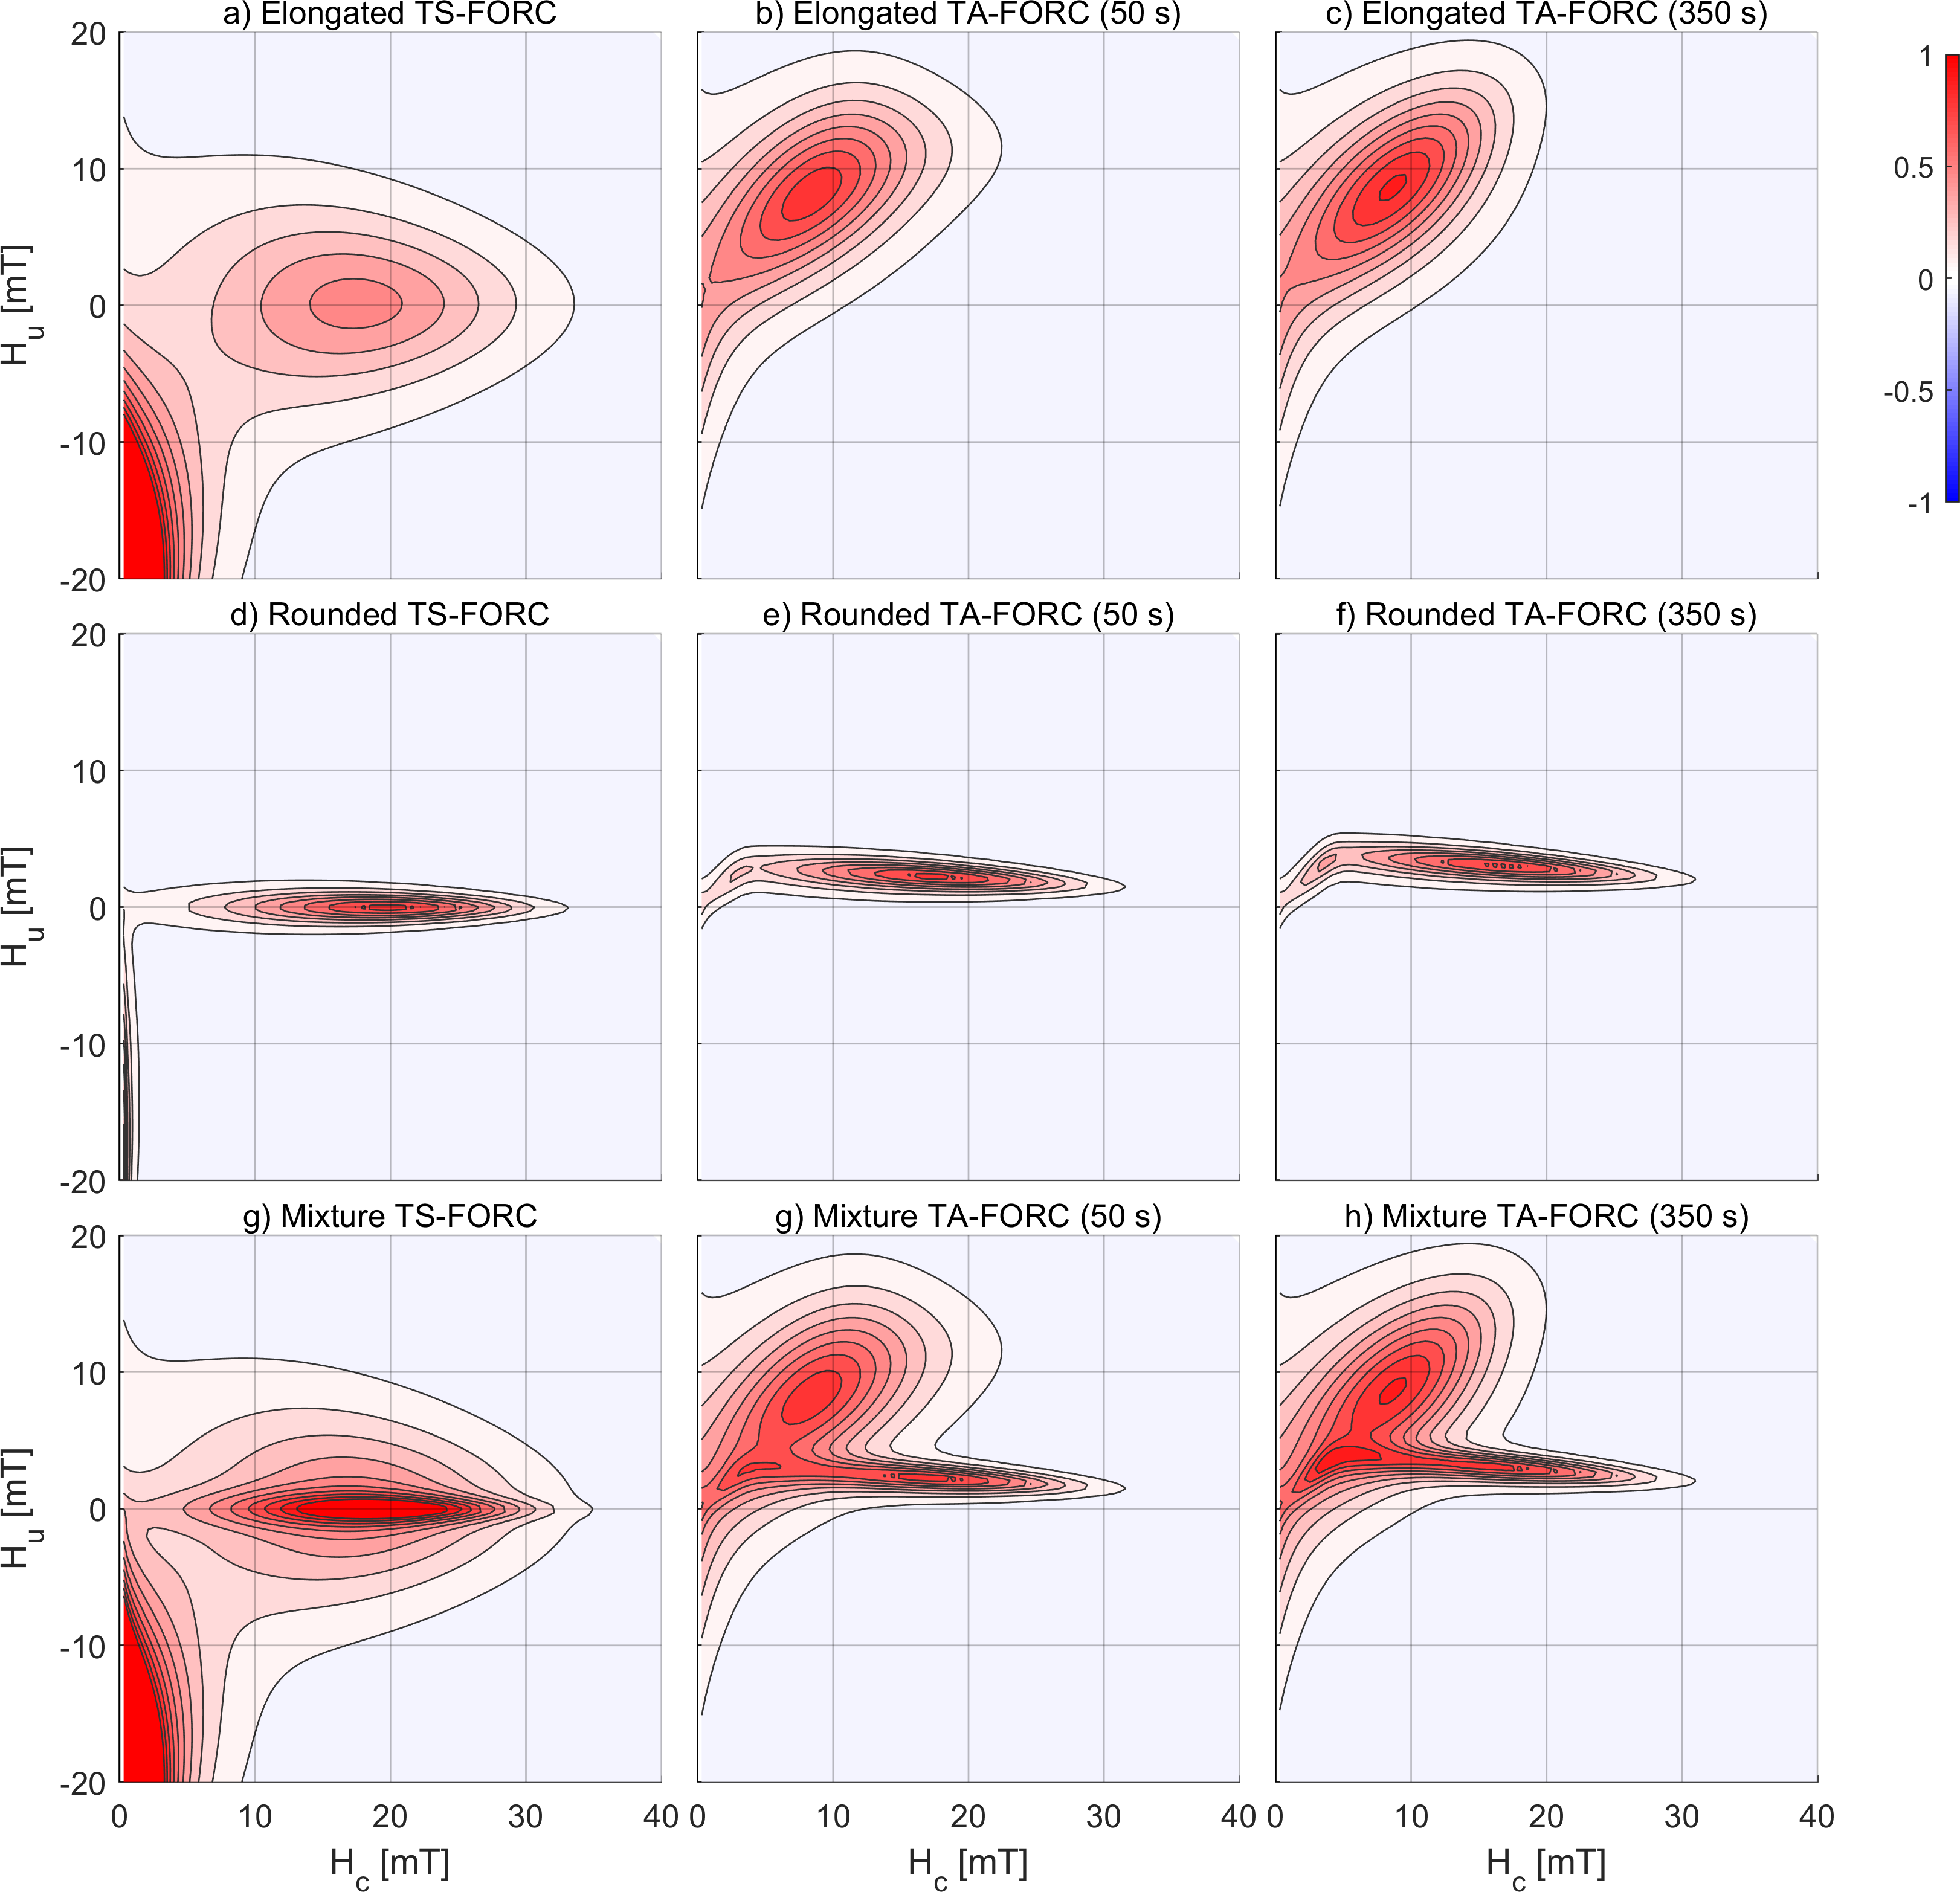 a) Elongated TS-FORC
b) Elongated TA-FORC (50 s)
c) Elongated TA-FORC (350 s)
20
10
0
-10
-20
H_u [mT]
1
0.5
0
-0.5
-1
d) Rounded TS-FORC
e) Rounded TA-FORC (50 s)
f) Rounded TA-FORC (350 s)
20
10
0
-10
-20
H_u [mT]
g) Mixture TS-FORC
g) Mixture TA-FORC (50 s)
h) Mixture TA-FORC (350 s)
20
10
0
-10
-20
H_u [mT]
0 10 20 30 40
0 10 20 30 40
0 10 20 30 40
H_c [mT]
H_c [mT]
H_c [mT]